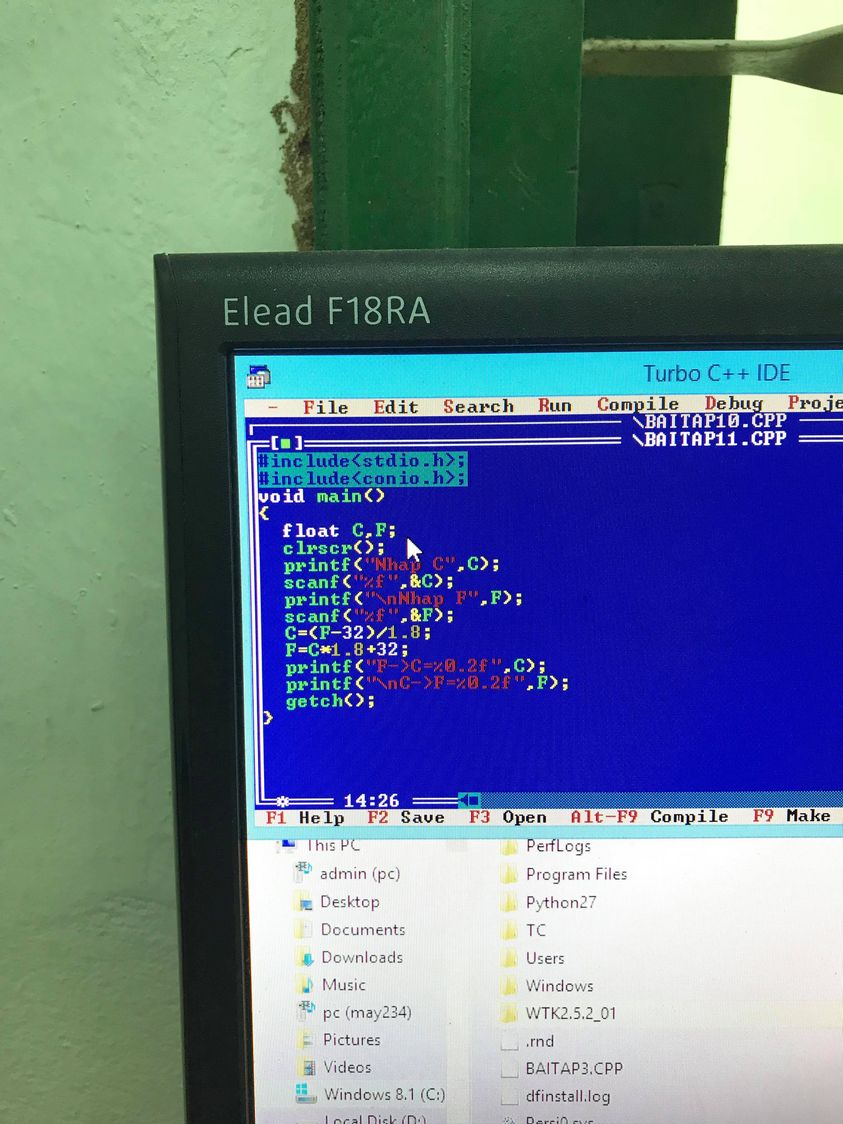 Elead F18RA
Turbo C++ IDE
- File Edit Search Run Compile Debug Proje
\BAITAP10.CPP
[■] \BAITAP11.CPP
#include<stdio.h>;
#include<conio.h>;
void main()
{
float C,F;
clrscr();
printf("Nhap C",C);
scanf("%f",&C);
printf("\nNhap F",F);
scanf("%f",&F);
C=(F-32)/1.8;
F=C*1.8+32;
printf("F->C=%0.2f",C);
printf("\nC->F=%0.2f",F);
getch();
}
14:26
F1 Help F2 Save F3 Open Alt-F9 Compile F9 Make
This PC
admin (pc)
Desktop
Documents
Downloads
Music
pc (may234)
Pictures
Videos
Windows 8.1 (C:)
Local Disk (D:)
PerfLogs
Program Files
Python27
TC
Users
Windows
WTK2.5.2_01
.rnd
BAITAP3.CPP
dfinstall.log
Persi0.sys